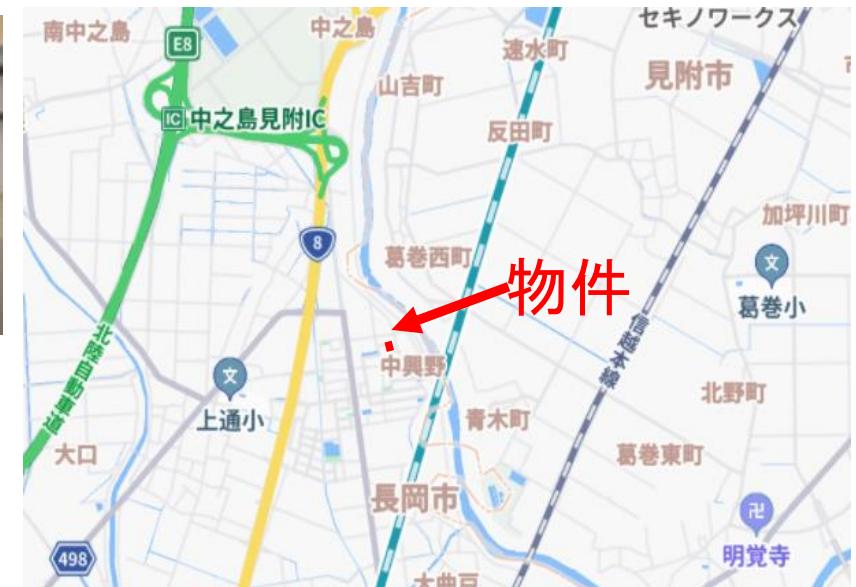 セキノワークス
南中之島
中之島
E8
速水町
見附市
山吉町
IC 中之島見附IC
反田町
加坪川町
8
葛巻西町
物件
文
葛巻小
信越本線
北陸自動車道
中興野
文
上通小
北野町
青木町
大口
葛巻東町
長岡市
卍
498
明覚寺